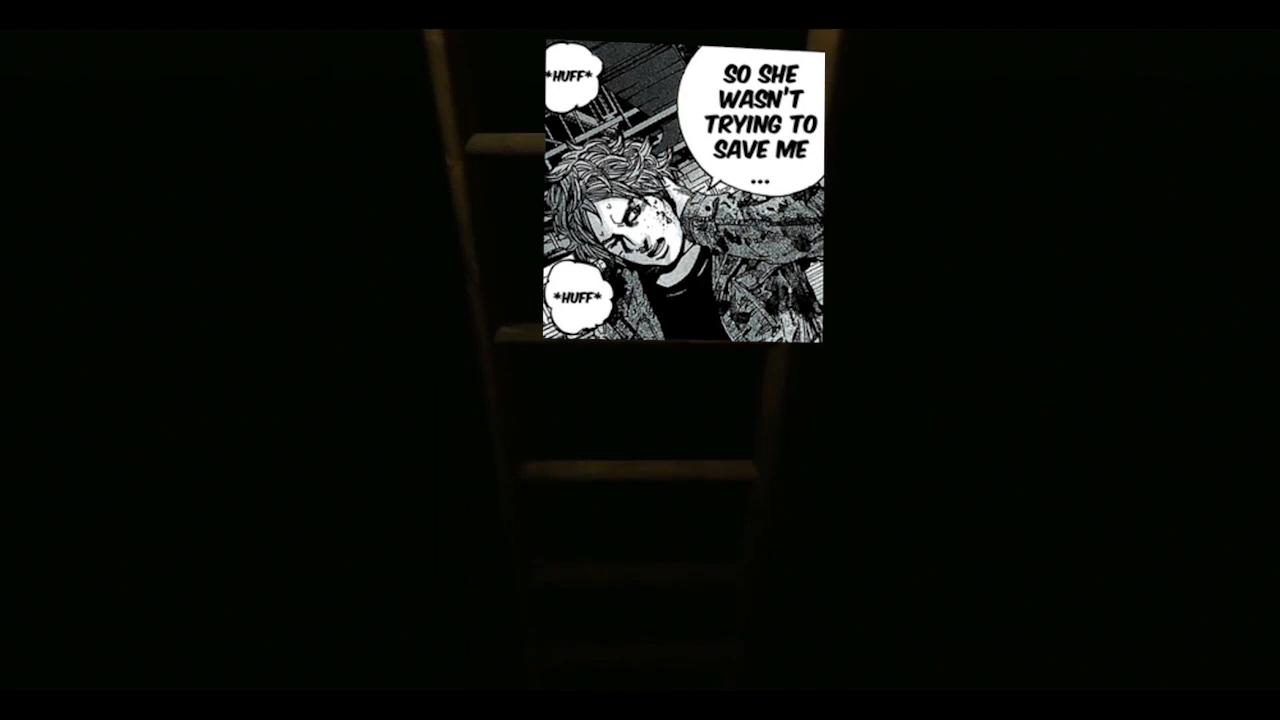 *HUFF*
SO SHE
WASN'T
TRYING TO
SAVE ME
...
*HUFF*